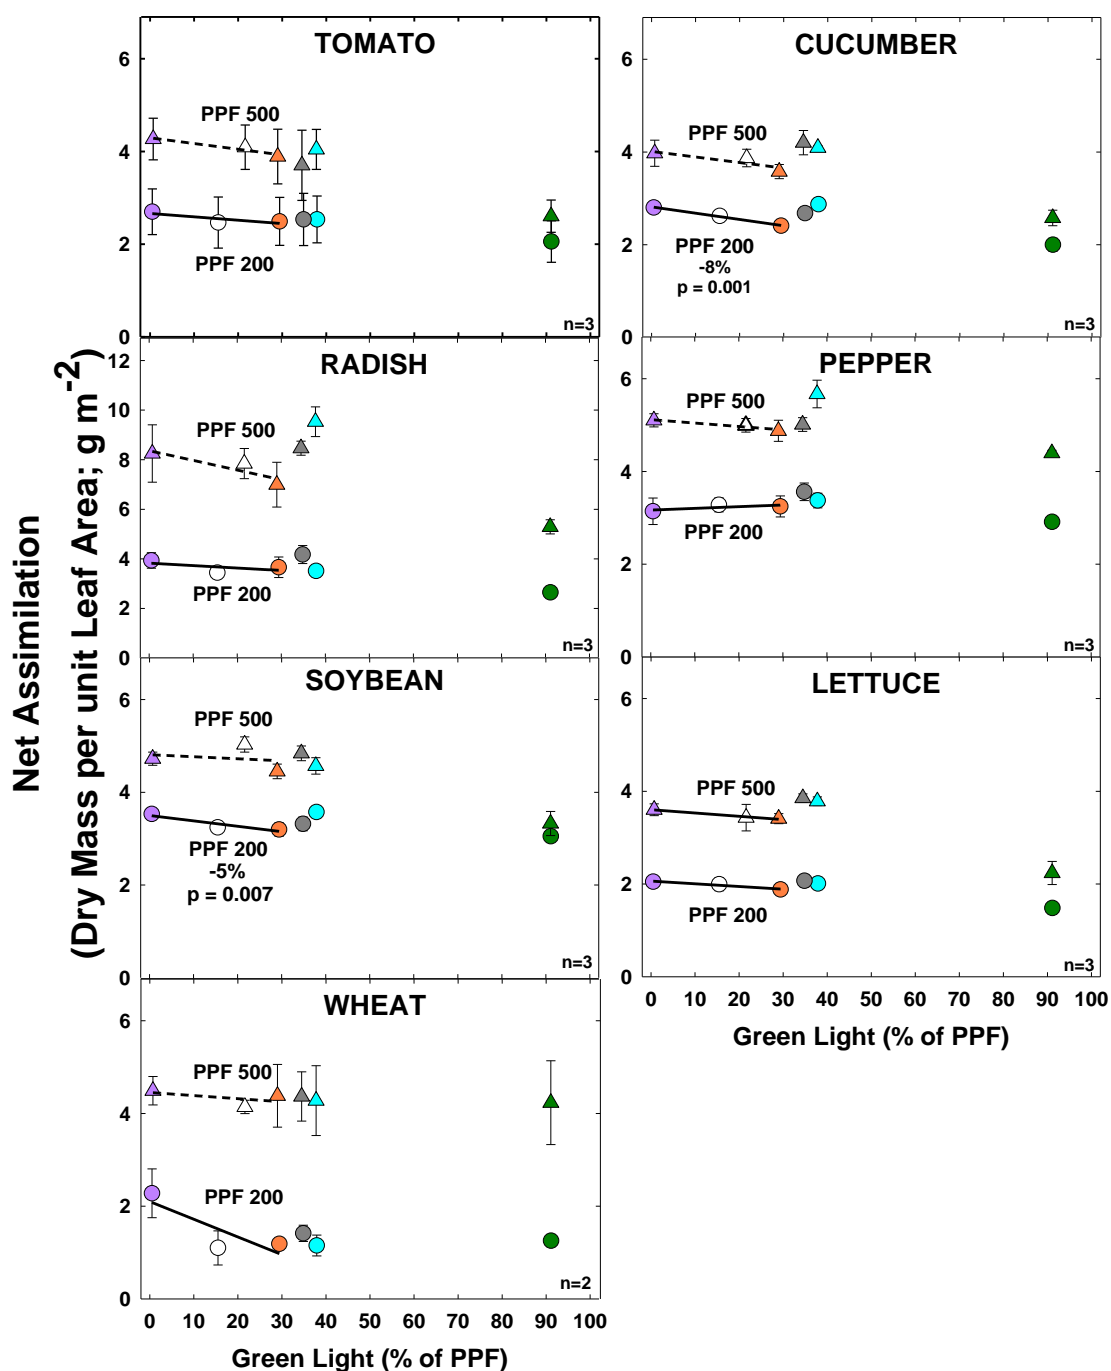 Net Assimilation
(Dry Mass per unit Leaf Area; g m-2)
TOMATO
6
4
2
0
PPF 500
PPF 200
n=3
CUCUMBER
6
4
2
0
PPF 500
PPF 200
-8%
p = 0.001
n=3
RADISH
12
10
8
6
4
2
0
PPF 500
PPF 200
n=3
PEPPER
6
4
2
0
PPF 500
PPF 200
n=3
SOYBEAN
6
4
2
0
PPF 500
PPF 200
-5%
p = 0.007
n=3
LETTUCE
6
4
2
0
PPF 500
PPF 200
n=3
0 10 20 30 40 50 60 70 80 90 100
Green Light (% of PPF)
WHEAT
6
4
2
0
PPF 500
PPF 200
n=2
0 10 20 30 40 50 60 70 80 90 100
Green Light (% of PPF)